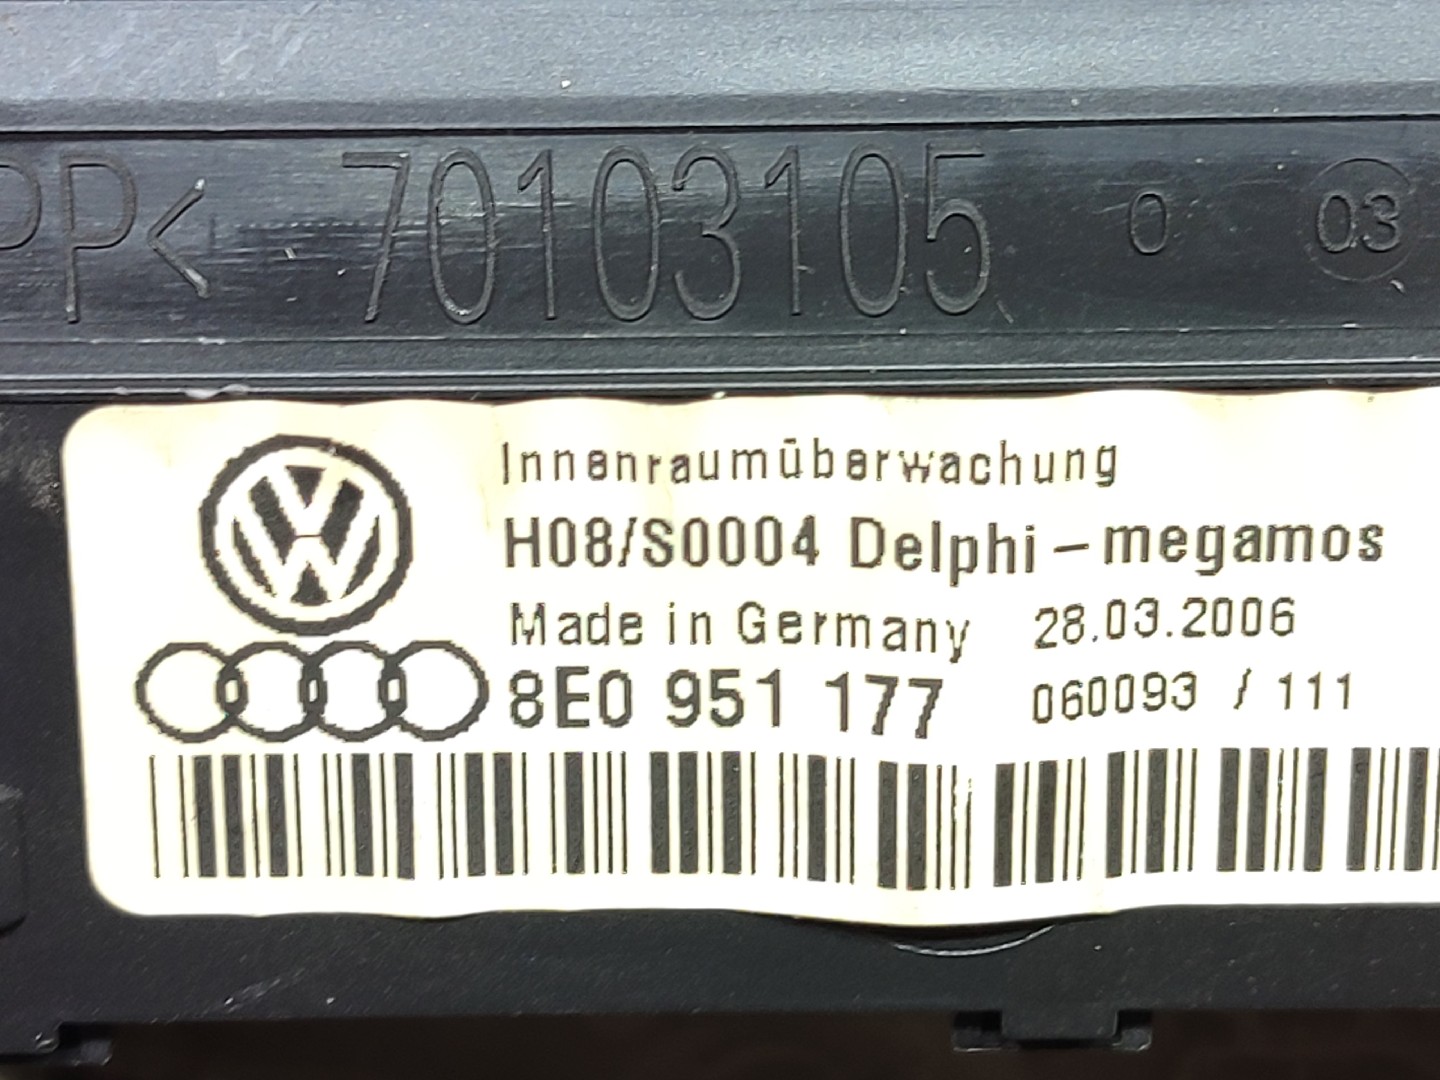 PP< 70103105 0 03
Innenraumüberwachung
H08/S0004 Delphi-megamos
Made in Germany 28.03.2006
8E0 951 177 060093 / 111